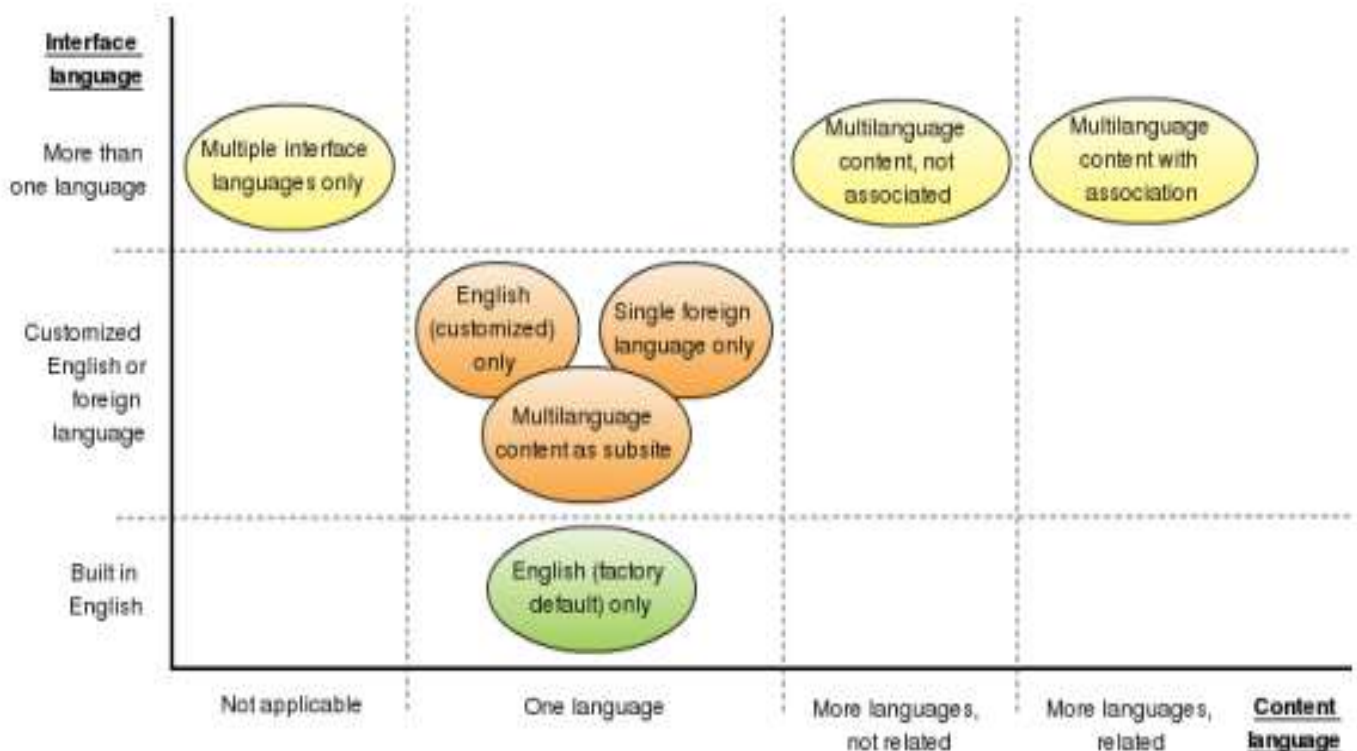 Interface
language
More than
one language
Multiple interface
languages only
Multilanguage
content, not
associated
Multilanguage
content with
association
Customized
English or
foreign
language
English
(customized)
only
Single foreign
language only
Multilanguage
content as subsite
Built in
English
English (factory
default) only
Not applicable
One language
More languages,
not related
More languages,
related
Content
language